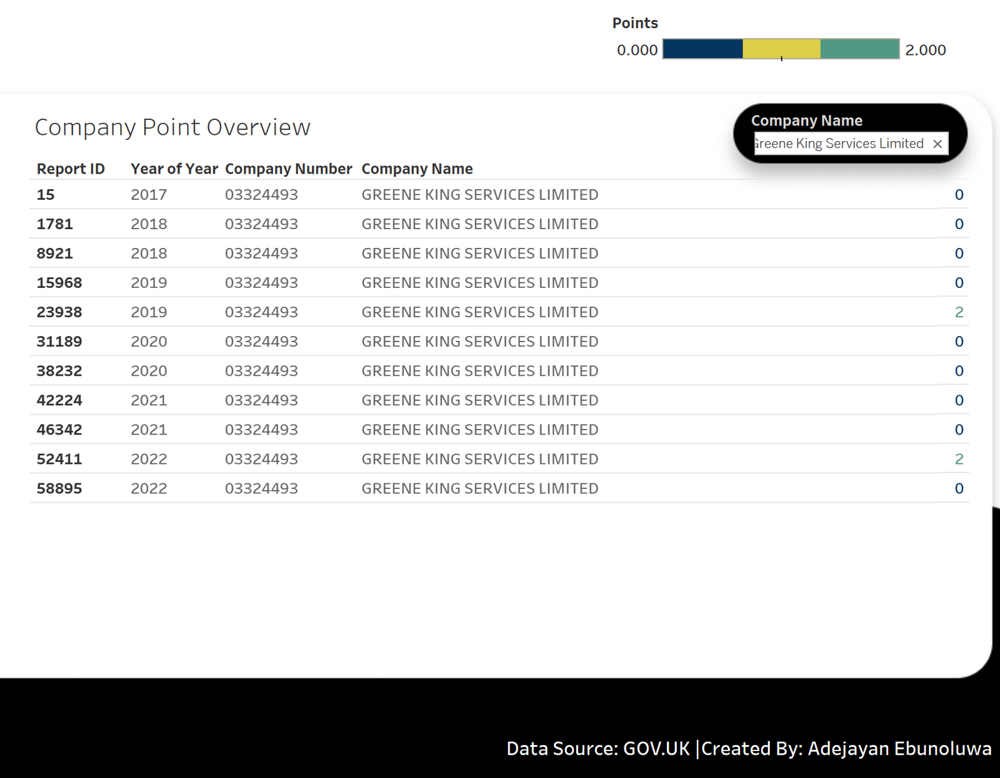 Points
0.000 2.000
Company Point Overview
Company Name
Greene King Services Limited ×
Report ID Year of Year Company Number Company Name
15 2017 03324493 GREENE KING SERVICES LIMITED 0
1781 2018 03324493 GREENE KING SERVICES LIMITED 0
8921 2018 03324493 GREENE KING SERVICES LIMITED 0
15968 2019 03324493 GREENE KING SERVICES LIMITED 0
23938 2019 03324493 GREENE KING SERVICES LIMITED 2
31189 2020 03324493 GREENE KING SERVICES LIMITED 0
38232 2020 03324493 GREENE KING SERVICES LIMITED 0
42224 2021 03324493 GREENE KING SERVICES LIMITED 0
46342 2021 03324493 GREENE KING SERVICES LIMITED 0
52411 2022 03324493 GREENE KING SERVICES LIMITED 2
58895 2022 03324493 GREENE KING SERVICES LIMITED 0
Data Source: GOV.UK |Created By: Adejayan Ebunoluwa